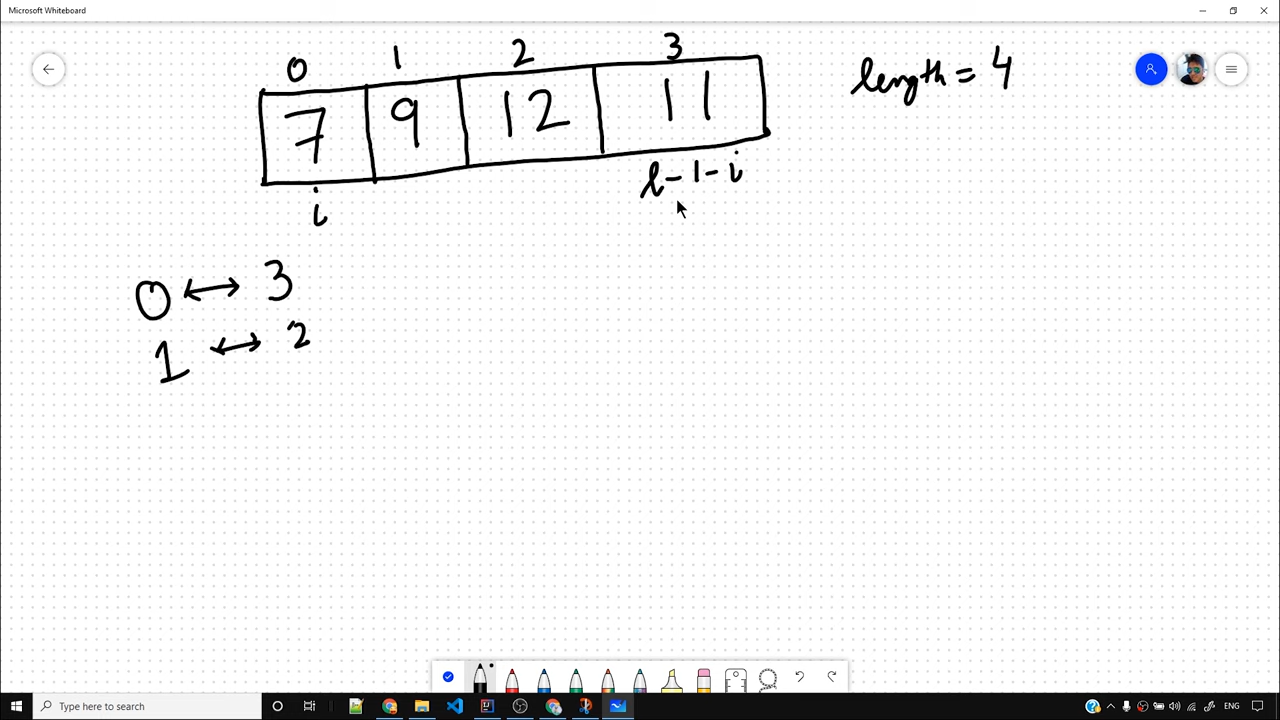 Microsoft Whiteboard
0 1 2 3
length = 4
7 9 12 11
i
l-1-i
0 ↔ 3
1 ↔ 2
Type here to search
ENG